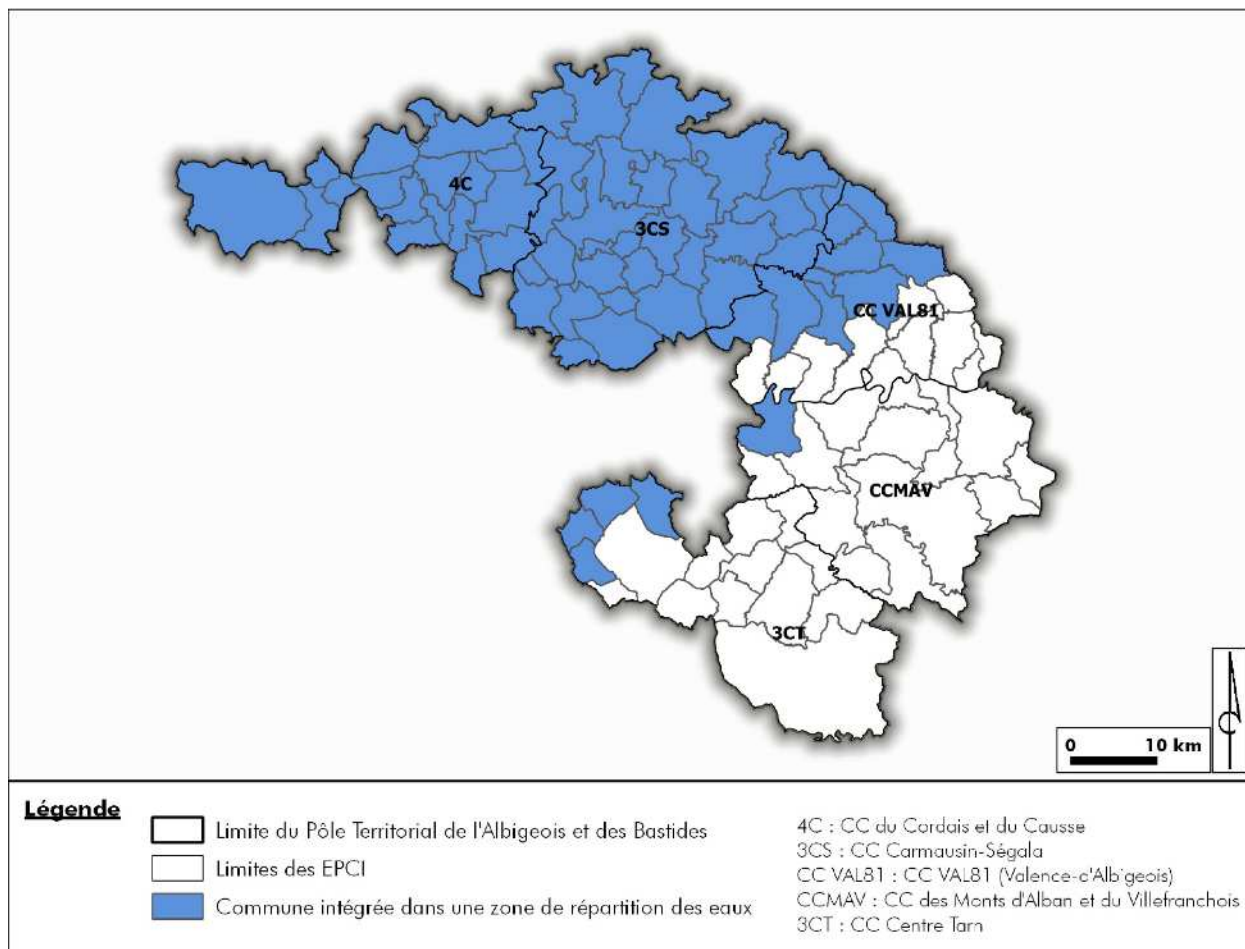 4C
3CS
CC VAL81
CCMAV
3CT
0 10 km
Légende
Limite du Pôle Territorial de l'Albigeois et des Bastides
Limites des EPCI
Commune intégrée dans une zone de répartition des eaux
4C : CC du Cordais et du Causse
3CS : CC Carmausin-Ségala
CC VAL81 : CC VAL81 (Valence-d'Albigeois)
CCMAV : CC des Monts d'Alban et du Villefranchois
3CT : CC Centre Tarn